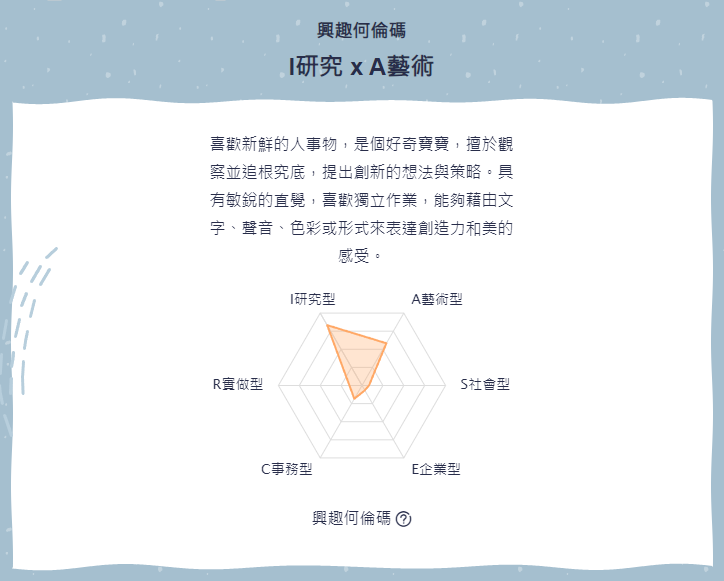 興趣何倫碼
I研究 x A藝術
喜歡新鮮的人事物，是個好奇寶寶，擅於觀
察並追根究底，提出創新的想法與策略。具
有敏銳的直覺，喜歡獨立作業，能夠藉由文
字、聲音、色彩或形式來表達創造力和美的
感受。
I研究型
A藝術型
R實做型
S社會型
C事務型
E企業型
興趣何倫碼 ?